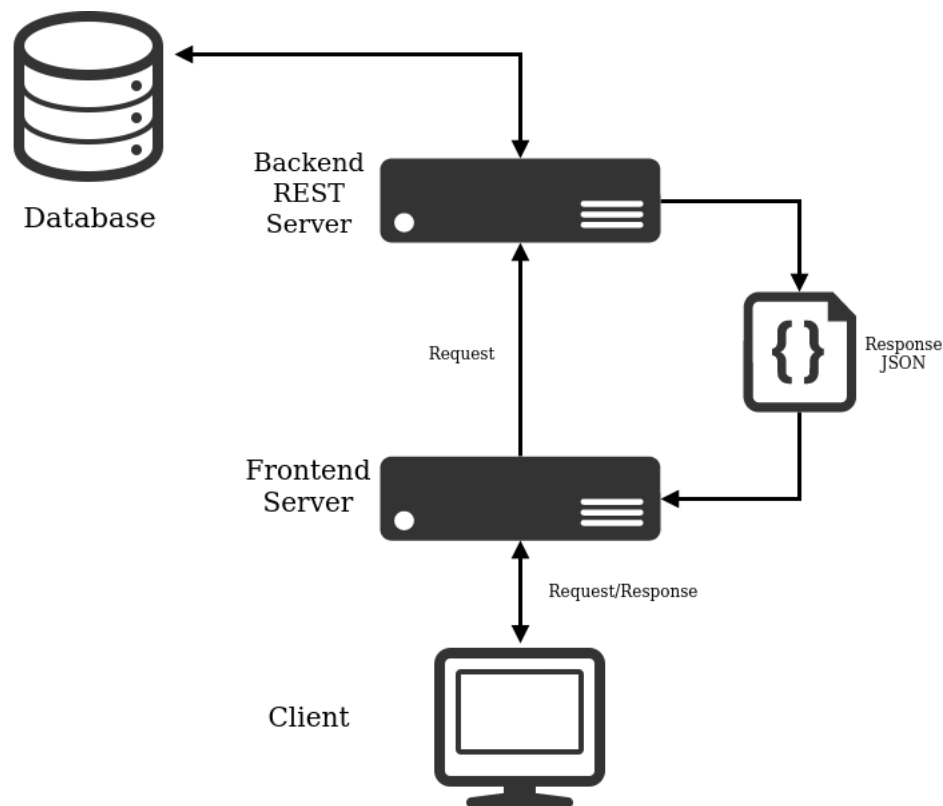 Database
Backend
REST
Server
Request
{}
Response
JSON
Frontend
Server
Request/Response
Client